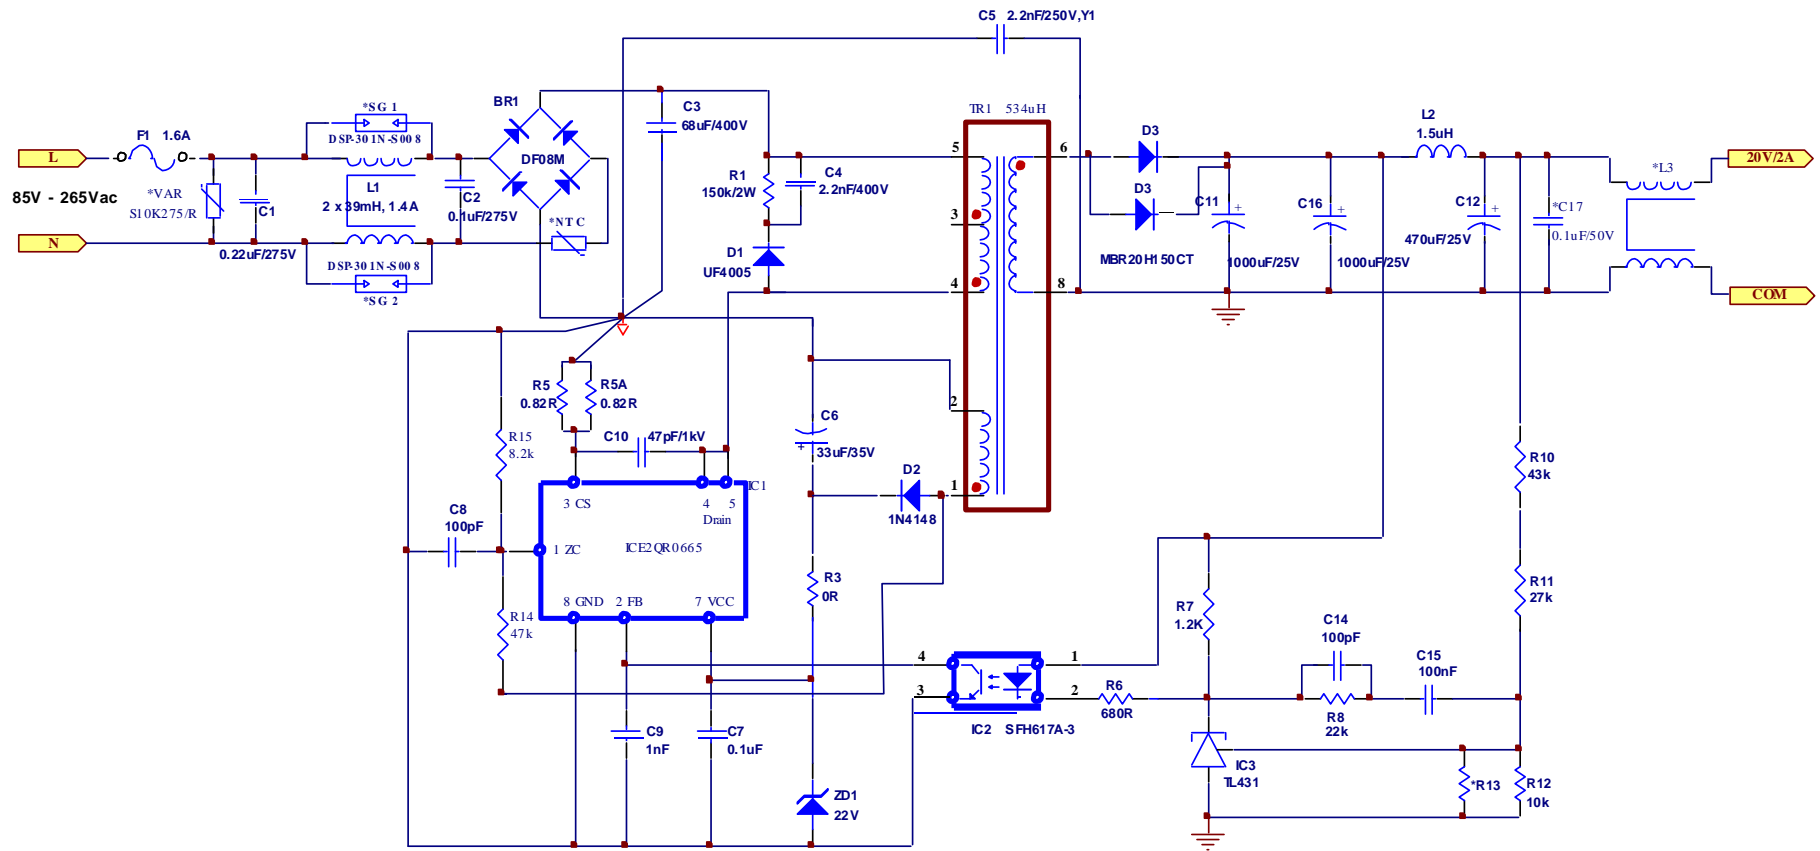 C5 2.2nF/250V,Y1
*SG 1
DSP-301N-S008
F1 1.6A
L
85V - 265Vac
N
*VAR
S10K275/R
C1
0.22uF/275V
L1
2 x 39mH, 1.4A
DSP-301N-S008
*SG 2
C2
0.1uF/275V
BR1
DF08M
*NTC
C3
68uF/400V
R1
150k/2W
C4
2.2nF/400V
D1
UF4005
TR1 534uH
5
3
4
2
1
6
8
D3
D3
MBR20H150CT
C11
1000uF/25V
C16
1000uF/25V
L2
1.5uH
C12
470uF/25V
*C17
0.1uF/50V
*L3
20V/2A
COM
R5
0.82R
R5A
0.82R
R15
8.2k
C10 47pF/1kV
C6
33uF/35V
D2
1N4148
IC1
3 CS
4 5
Drain
C8
100pF
1 ZC
ICE2QR0665
8 GND 2 FB 7 VCC
R14
47k
R3
0R
C9
1nF
C7
0.1uF
ZD1
22V
4
3
1
2
IC2 SFH617A-3
R6
680R
R7
1.2K
C14
100pF
R8
22k
C15
100nF
R10
43k
R11
27k
IC3
TL431
*R13
R12
10k